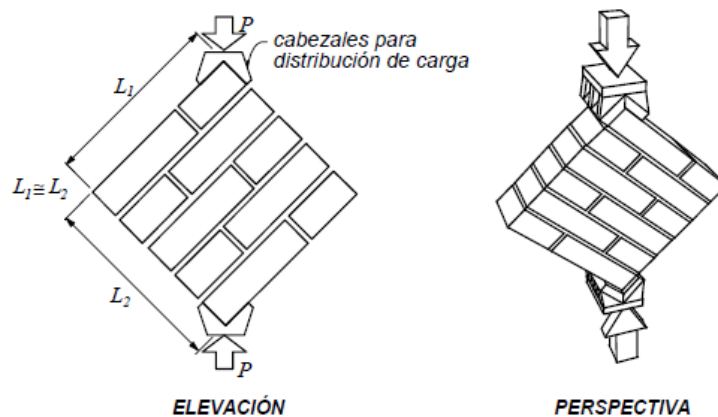 P
cabezales para
distribución de carga
L₁
L₁ ≅ L₂
L₂
P
ELEVACIÓN
PERSPECTIVA